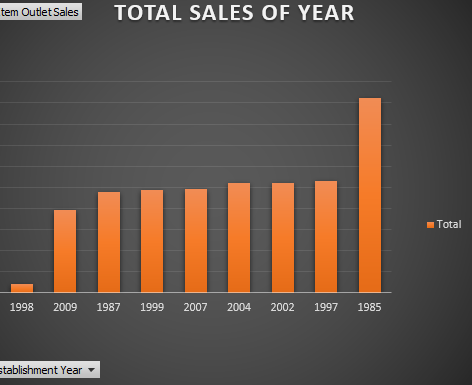 tem Outlet Sales
TOTAL SALES OF YEAR
Total
1998 2009 1987 1999 2007 2004 2002 1997 1985
stablishment Year